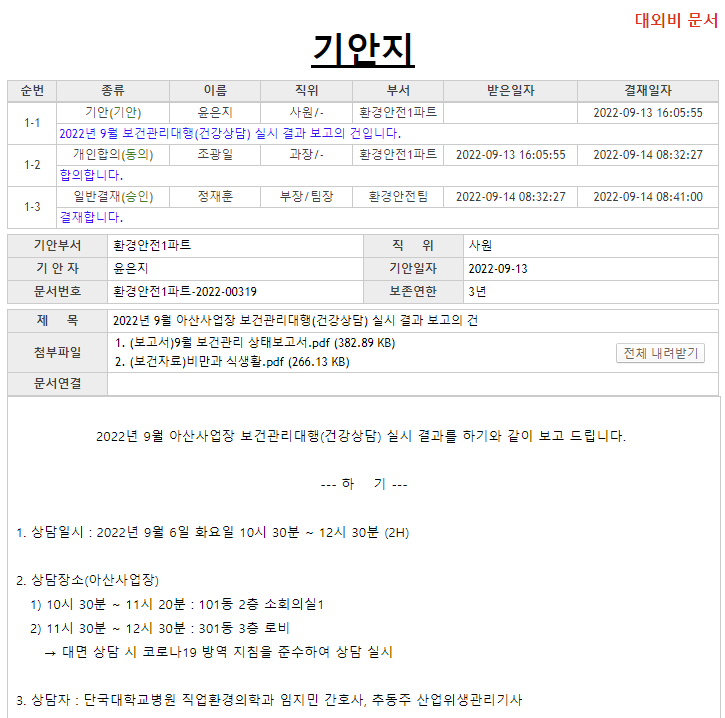 대외비 문서
기안지
순번 종류 이름 직위 부서 받은일자 결재일자
1-1 기안(기안) 윤은지 사원/- 환경안전1파트 2022-09-13 16:05:55
2022년 9월 보건관리대행(건강상담) 실시 결과 보고의 건입니다.
1-2 개인합의(동의) 조광일 과장/- 환경안전1파트 2022-09-13 16:05:55 2022-09-14 08:32:27
합의합니다.
1-3 일반결재(승인) 정재훈 부장/팀장 환경안전팀 2022-09-14 08:32:27 2022-09-14 08:41:00
결재합니다.
기안부서 환경안전1파트 직 위 사원
기 안 자 윤은지 기안일자 2022-09-13
문서번호 환경안전1파트-2022-00319 보존연한 3년
제 목 2022년 9월 아산사업장 보건관리대행(건강상담) 실시 결과 보고의 건
첨부파일 1. (보고서)9월 보건관리 상태보고서.pdf (382.89 KB)
2. (보건자료)비만과 식생활.pdf (266.13 KB)
전체 내려받기
문서연결
2022년 9월 아산사업장 보건관리대행(건강상담) 실시 결과를 하기와 같이 보고 드립니다.
--- 하 기 ---
1. 상담일시 : 2022년 9월 6일 화요일 10시 30분 ~ 12시 30분 (2H)
2. 상담장소(아산사업장)
1) 10시 30분 ~ 11시 20분 : 101동 2층 소회의실1
2) 11시 30분 ~ 12시 30분 : 301동 3층 로비
→ 대면 상담 시 코로나19 방역 지침을 준수하여 상담 실시
3. 상담자 : 단국대학교병원 직업환경의학과 임지민 간호사, 추동주 산업위생관리기사